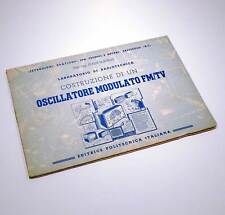 LABORATORIO DI RADIOTECNICA
COSTRUZIONE DI UN
OSCILLATORE MODULATO FM/TV
EDITRICE POLITECNICA ITALIANA